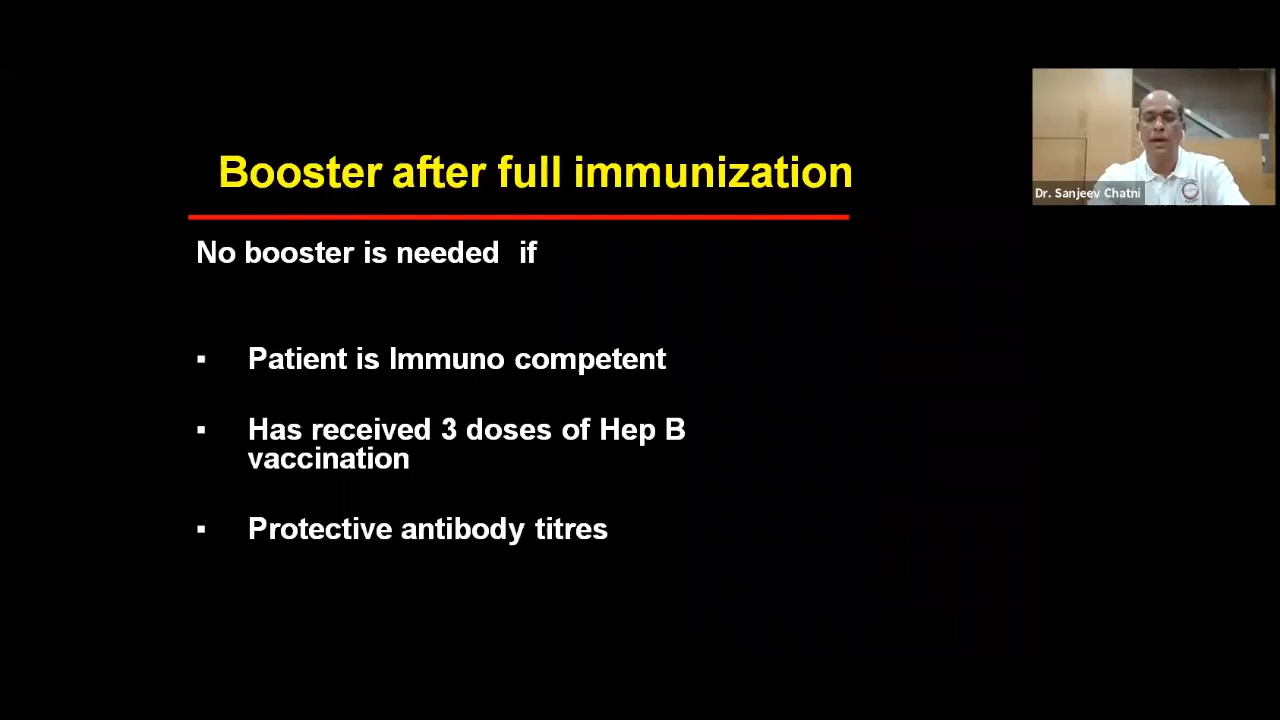 Booster after full immunization
No booster is needed if
▪ Patient is Immuno competent
▪ Has received 3 doses of Hep B
vaccination
▪ Protective antibody titres
Dr. Sanjeev Chatni